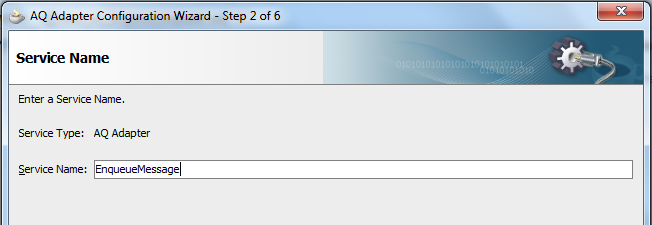 AQ Adapter Configuration Wizard - Step 2 of 6
Service Name
Enter a Service Name.
Service Type: AQ Adapter
Service Name: EnqueueMessage